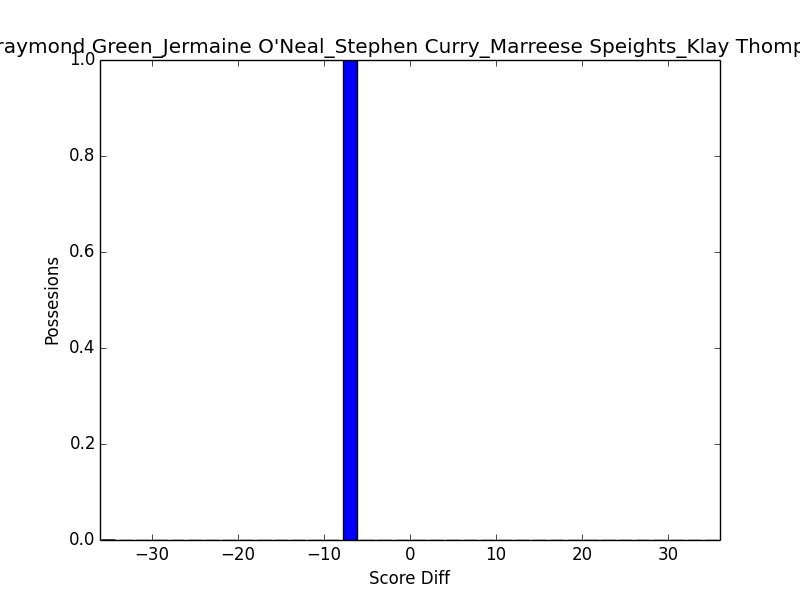 raymond Green_Jermaine O'Neal_Stephen Curry_Marreese Speights_Klay Thomp
1.0
0.8
0.6
0.4
0.2
0.0
Possesions
−30 −20 −10 0 10 20 30
Score Diff